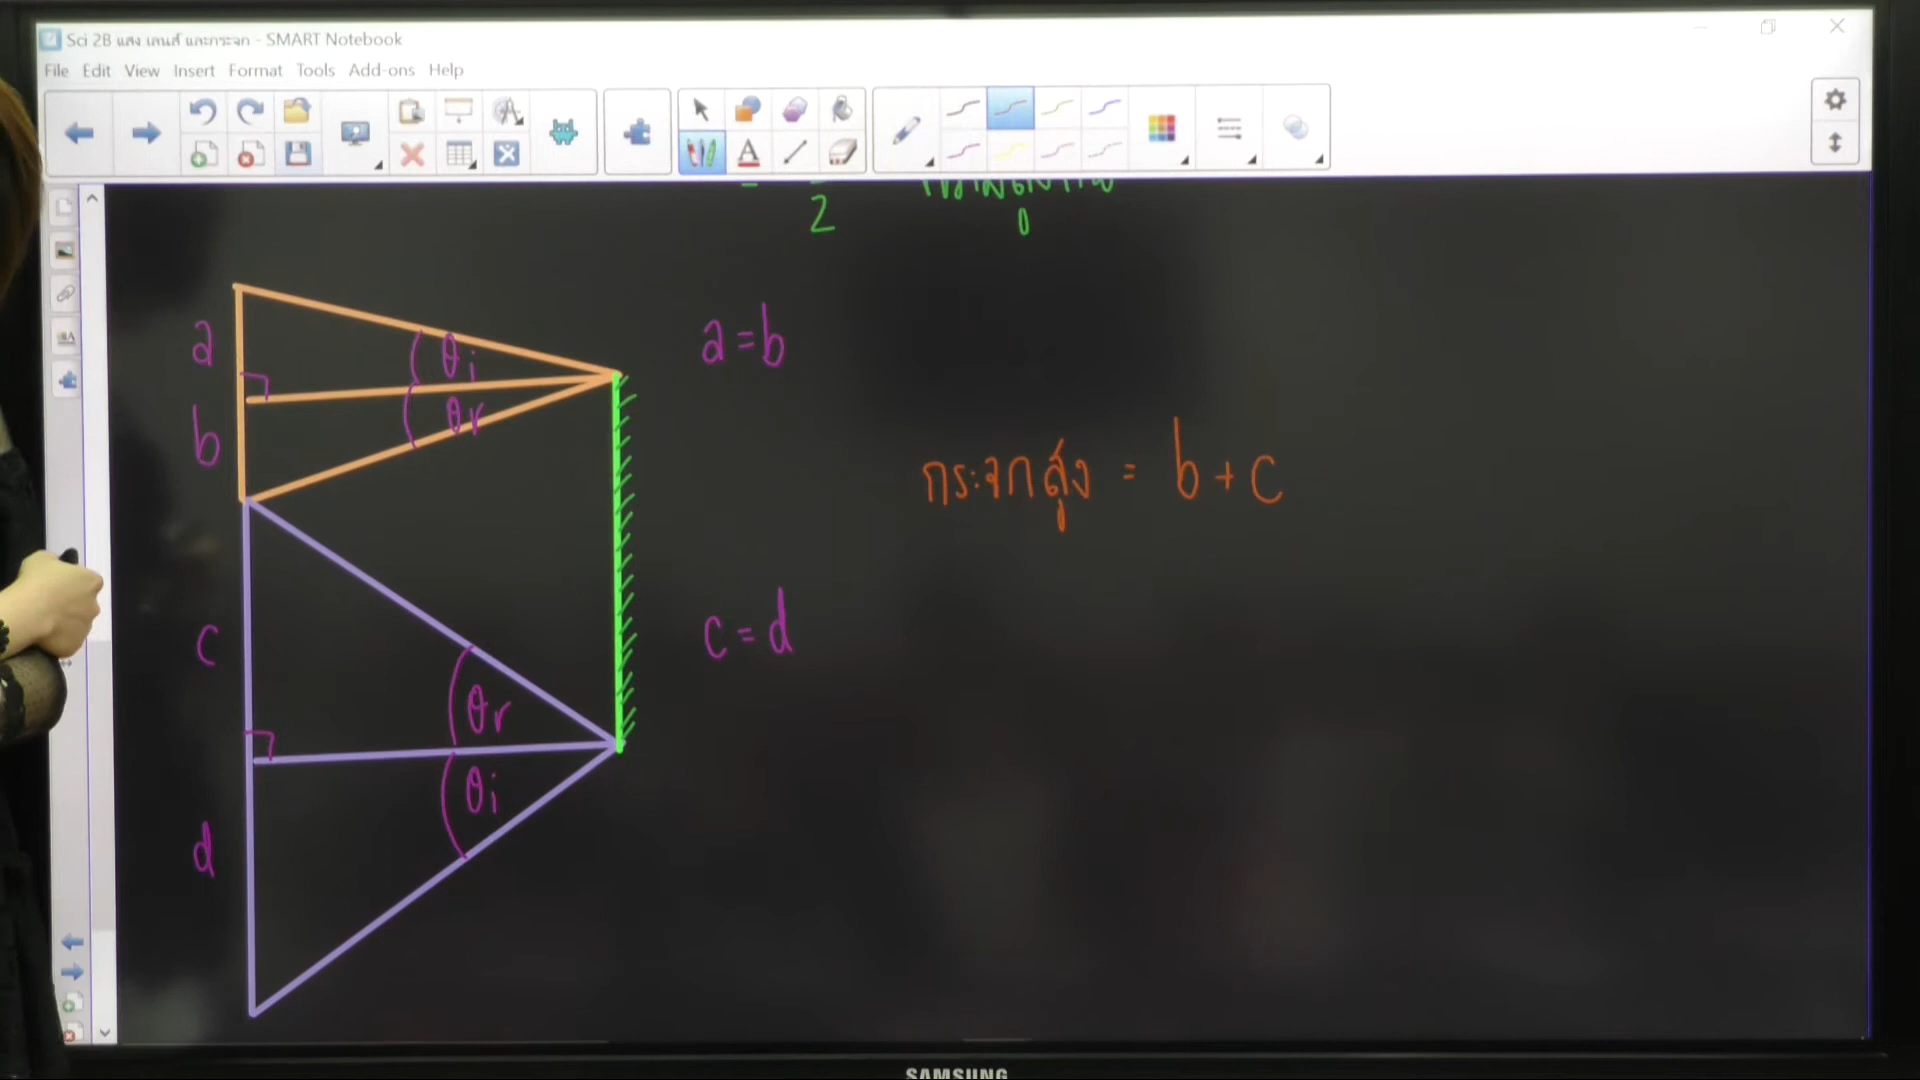 Sci 2B แสง เลนส์ และกระจก - SMART Notebook
File Edit View Insert Format Tools Add-ons Help
2
a
θi
a = b
b
θr
กระจกสูง = b + c
c
c = d
θr
θi
d
SAMSUNG